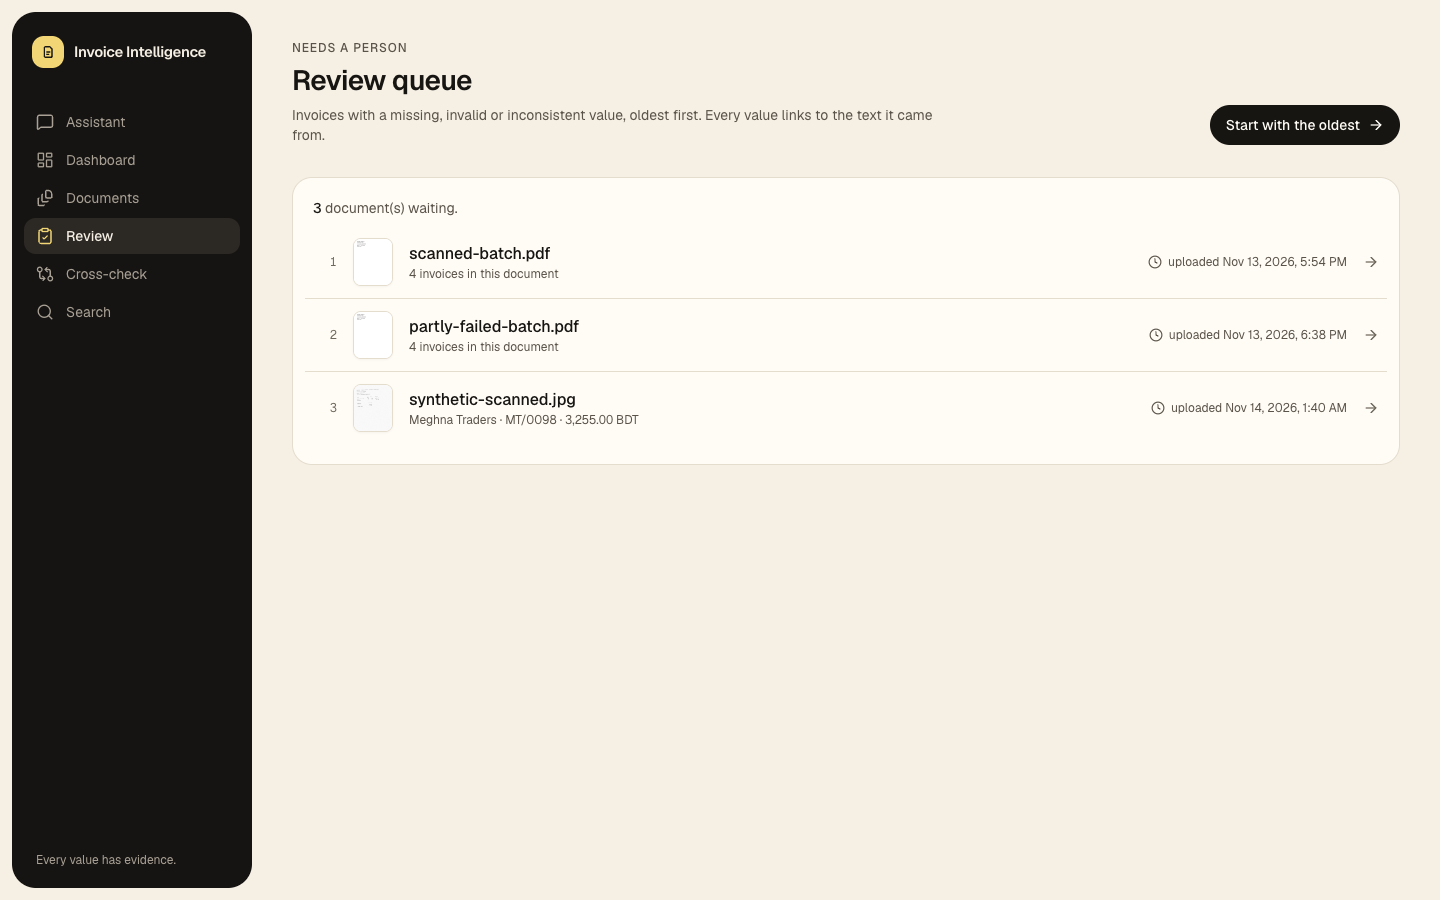 Invoice Intelligence
Assistant
Dashboard
Documents
Review
Cross-check
Search
Every value has evidence.
NEEDS A PERSON
Review queue
Invoices with a missing, invalid or inconsistent value, oldest first. Every value links to the text it came
from.
Start with the oldest
3 document(s) waiting.
1
scanned-batch.pdf
4 invoices in this document
uploaded Nov 13, 2026, 5:54 PM
2
partly-failed-batch.pdf
4 invoices in this document
uploaded Nov 13, 2026, 6:38 PM
3
synthetic-scanned.jpg
Meghna Traders · MT/0098 · 3,255.00 BDT
uploaded Nov 14, 2026, 1:40 AM